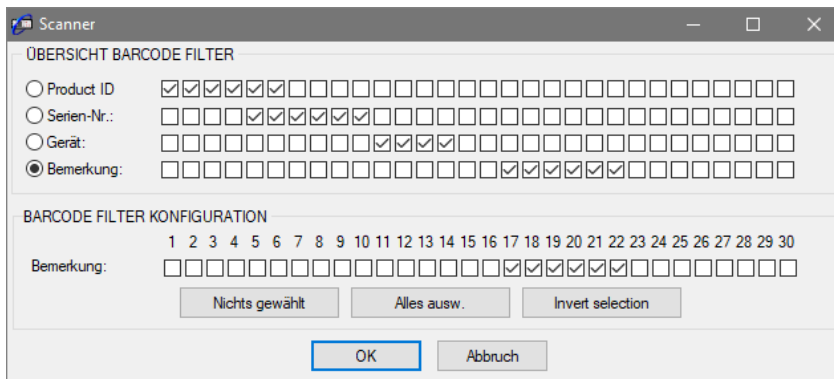 Scanner
ÜBERSICHT BARCODE FILTER
Product ID
Serien-Nr.:
Gerät:
Bemerkung:
BARCODE FILTER KONFIGURATION
1 2 3 4 5 6 7 8 9 10 11 12 13 14 15 16 17 18 19 20 21 22 23 24 25 26 27 28 29 30
Bemerkung:
Nichts gewählt Alles ausw. Invert selection
OK Abbruch